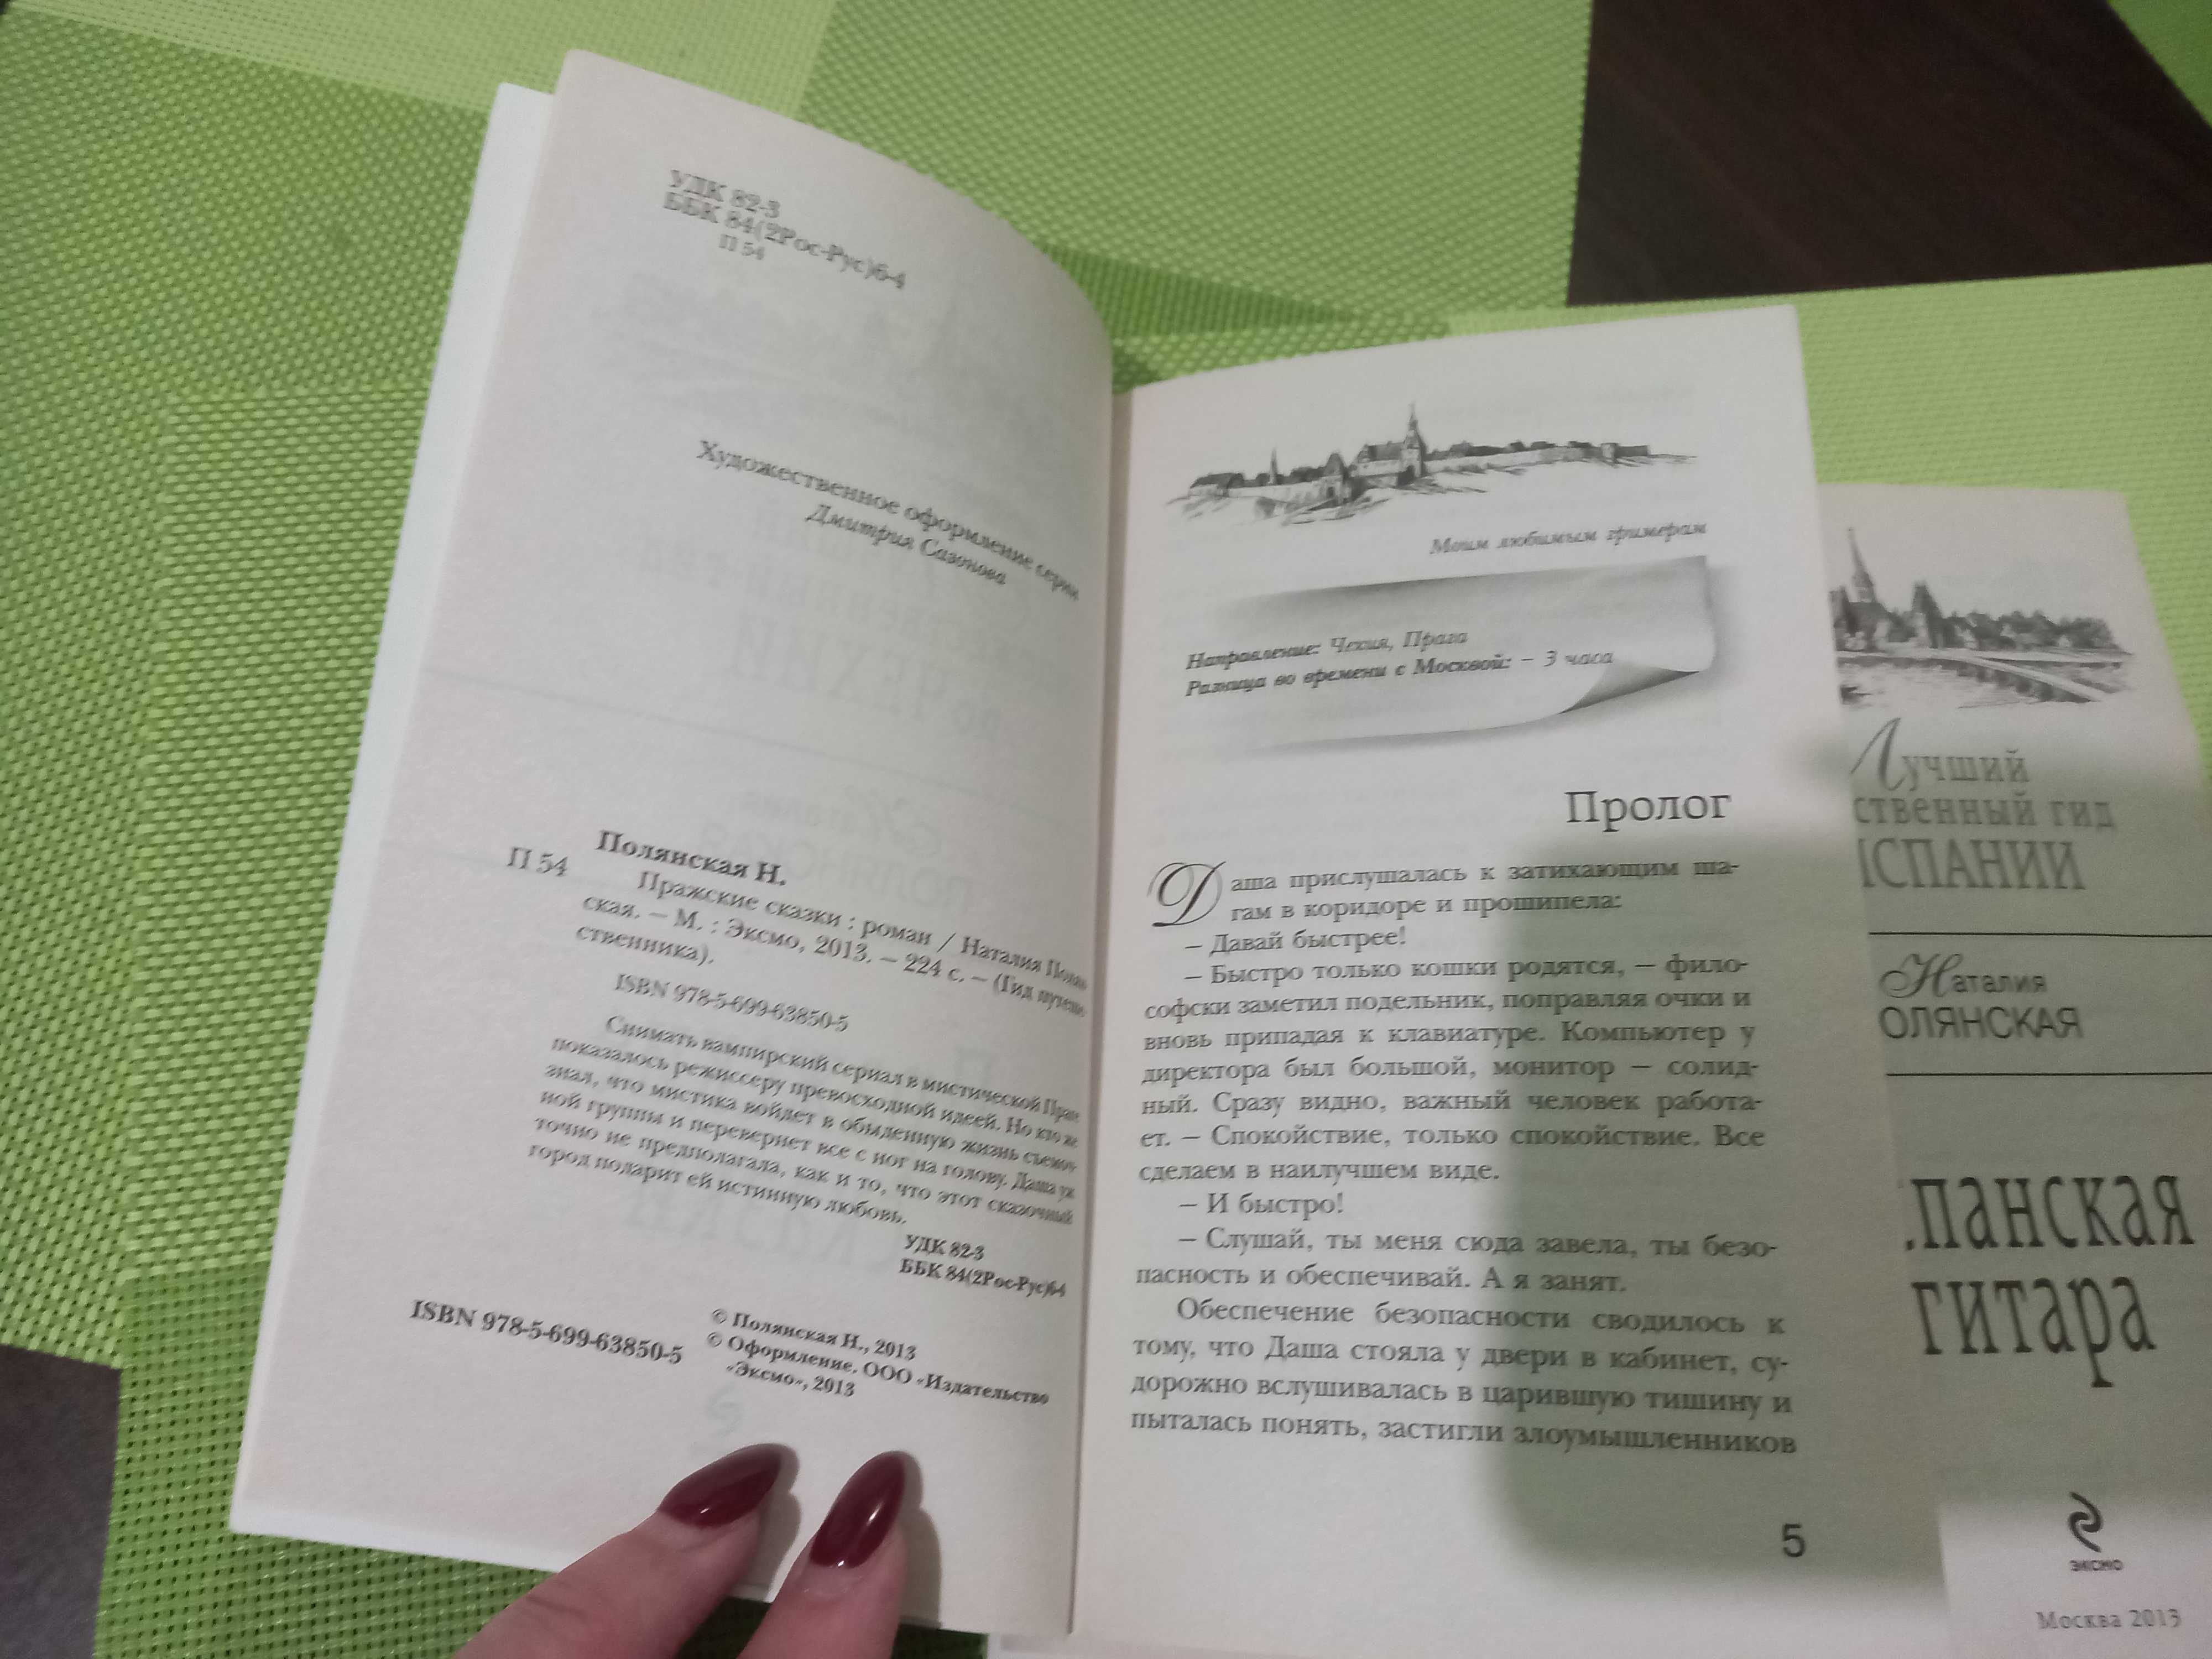 УДК 82-3
ББК 84(2Рос-Рус)6-4
П 54
Художественное оформление серии
Дмитрия Сазонова
Полянская Н.
П 54
Пражские сказки : роман / Наталия Полян
ская. – М. : Эксмо, 2013. – 224 с. – (Гид путеше
ственника).
ISBN 978-5-699-63850-5
Снимать вампирский сериал в мистической Праге
показалось режиссеру превосходной идеей. Но кто же
знал, что мистика войдет в обыденную жизнь съемоч
ной группы и перевернет все с ног на голову. Даша уж
точно не предполагала, как и то, что этот сказочный
город подарит ей истинную любовь.
УДК 82-3
ББК 84(2Рос-Рус)6-4
ISBN 978-5-699-63850-5
© Полянская Н., 2013
© Оформление. ООО «Издательство
«Эксмо», 2013
Моим любимым гримерам
Направление: Чехия, Прага
Разница во времени с Москвой: – 3 часа
Пролог
Даша прислушалась к затихающим ша-
гам в коридоре и прошипела:
– Давай быстрее!
– Быстро только кошки родятся, – фило-
софски заметил подельник, поправляя очки и
вновь припадая к клавиатуре. Компьютер у
директора был большой, монитор – солид-
ный. Сразу видно, важный человек работа-
ет. – Спокойствие, только спокойствие. Все
сделаем в наилучшем виде.
– И быстро!
– Слушай, ты меня сюда завела, ты безо-
пасность и обеспечивай. А я занят.
Обеспечение безопасности сводилось к
тому, что Даша стояла у двери в кабинет, су-
дорожно вслушивалась в царившую тишину и
пыталась понять, застигли злоумышленников
5
Лучший
ственный гид
ИСПАНИИ
Наталия
ОЛЯНСКАЯ
панская
гитара
ЭКСМО
Москва 2013